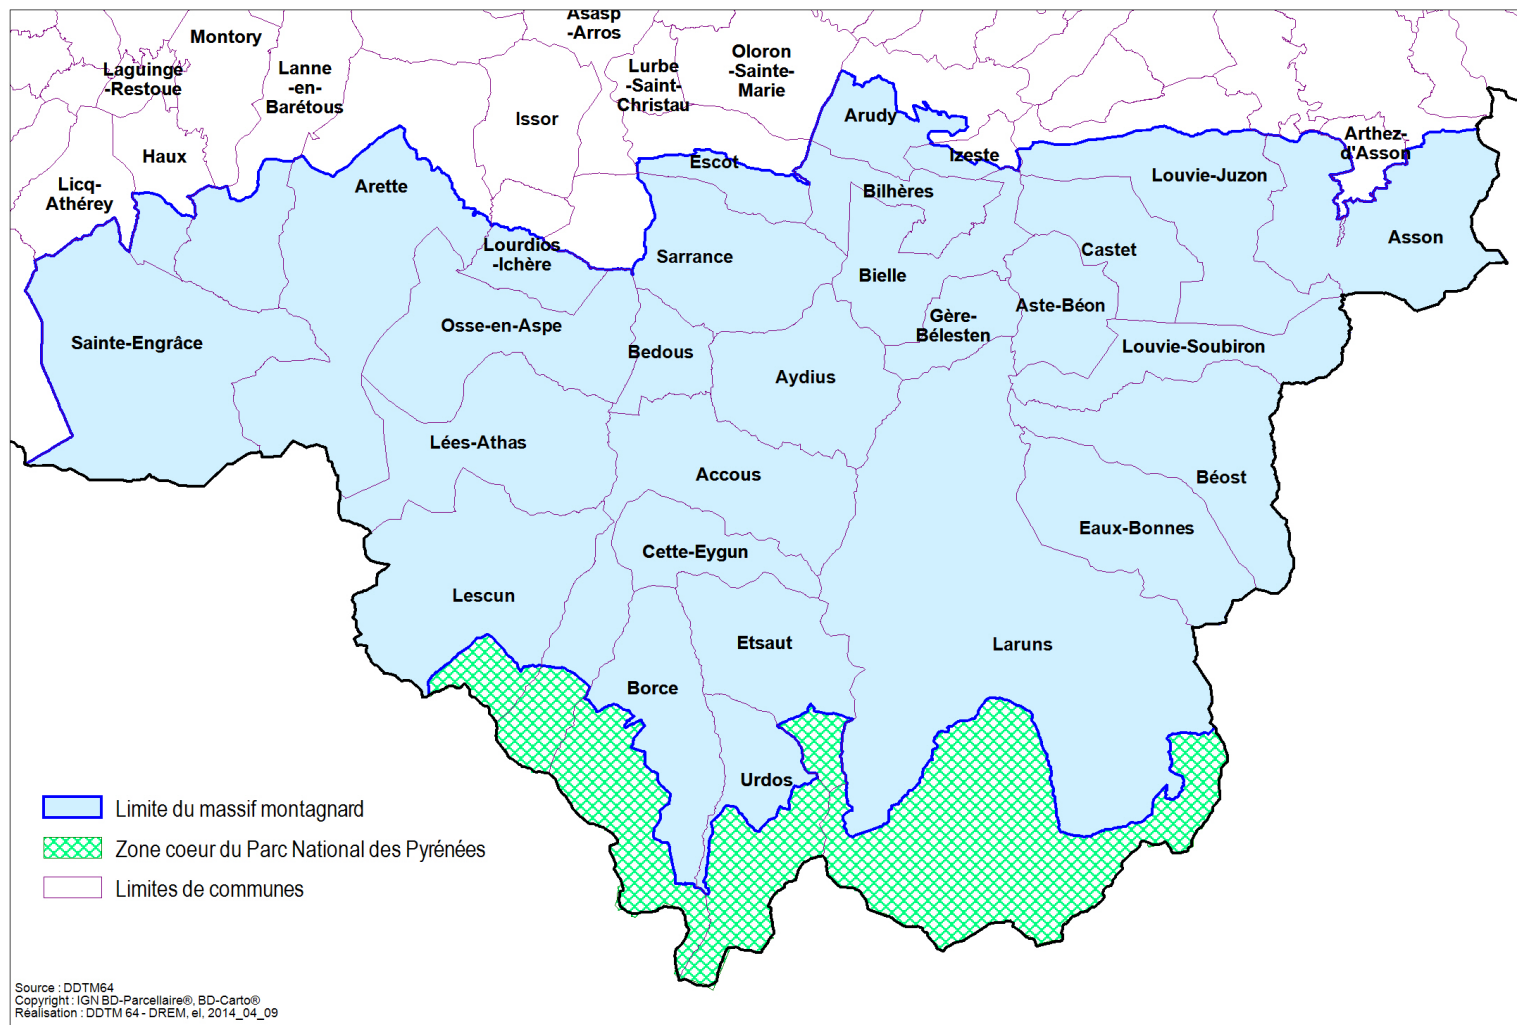 Asasp
-Arros
Montory
Laguinge
-Restoue
Lanne
-en-
Barétous
Lurbe
-Saint-
Christau
Oloron
-Sainte-
Marie
Issor
Arudy
Arthez-
d'Asson
Haux
Escot
Izeste
Licq-
Athérey
Arette
Bilhères
Louvie-Juzon
Asson
Lourdios
-Ichère
Sarrance
Castet
Bielle
Aste-Béon
Gère-
Bélesten
Osse-en-Aspe
Sainte-Engrâce
Bedous
Louvie-Soubiron
Aydius
Lées-Athas
Accous
Béost
Eaux-Bonnes
Cette-Eygun
Lescun
Etsaut
Laruns
Borce
Urdos
Limite du massif montagnard
Zone coeur du Parc National des Pyrénées
Limites de communes
Source : DDTM64
Copyright : IGN BD-Parcellaire®, BD-Carto®
Réalisation : DDTM 64 - DREM, el, 2014_04_09